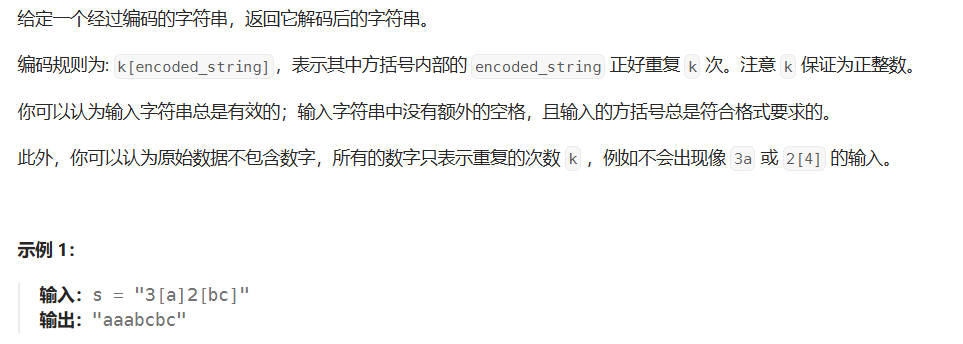 给定一个经过编码的字符串，返回它解码后的字符串。
编码规则为: k[encoded_string]，表示其中方括号内部的 encoded_string 正好重复 k 次。注意 k 保证为正整数。
你可以认为输入字符串总是有效的；输入字符串中没有额外的空格，且输入的方括号总是符合格式要求的。
此外，你可以认为原始数据不包含数字，所有的数字只表示重复的次数 k ，例如不会出现像 3a 或 2[4] 的输入。
示例 1：
输入：s = "3[a]2[bc]"
输出："aaabcbc"